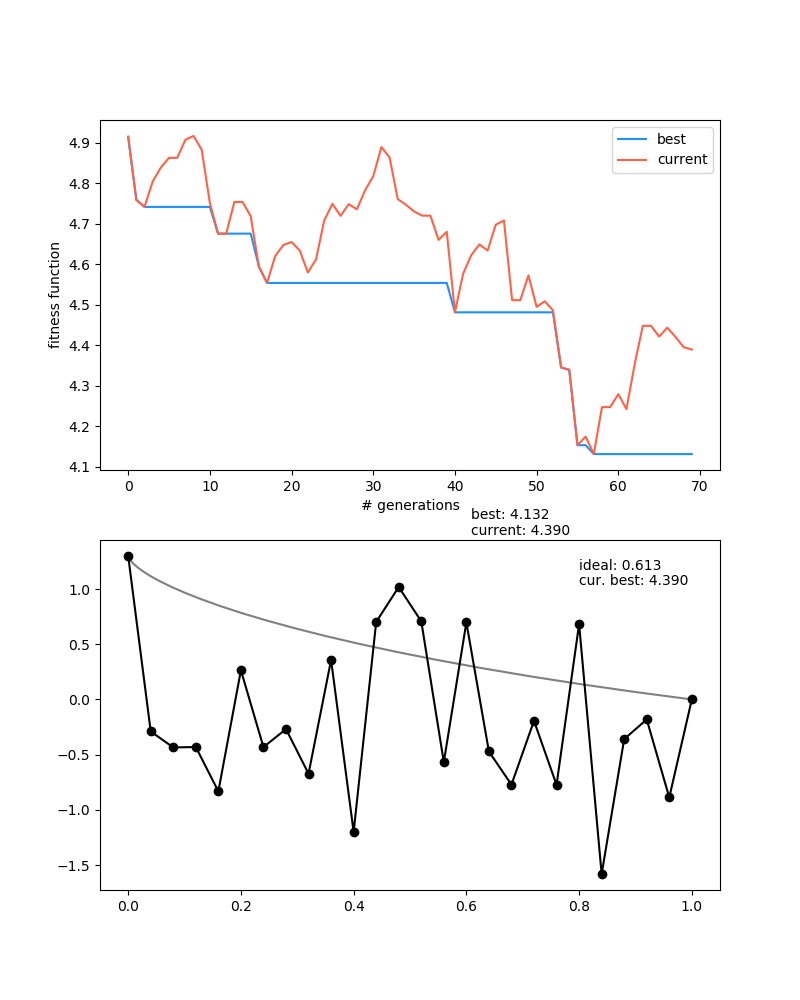 4.9
4.8
4.7
4.6
4.5
4.4
4.3
4.2
4.1
fitness function
best
current
0 10 20 30 40 50 60 70
# generations
best: 4.132
current: 4.390
ideal: 0.613
cur. best: 4.390
1.0
0.5
0.0
−0.5
−1.0
−1.5
0.0 0.2 0.4 0.6 0.8 1.0